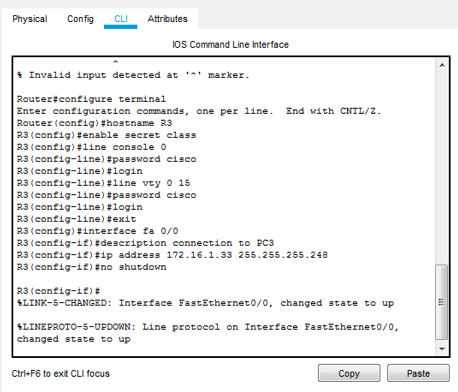 Physical Config CLI Attributes
IOS Command Line Interface
^
% Invalid input detected at '^' marker.
Router#configure terminal
Enter configuration commands, one per line.  End with CNTL/Z.
Router(config)#hostname R3
R3(config)#enable secret class
R3(config)#line console 0
R3(config-line)#password cisco
R3(config-line)#login
R3(config-line)#line vty 0 15
R3(config-line)#password cisco
R3(config-line)#login
R3(config-line)#exit
R3(config)#interface fa 0/0
R3(config-if)#description connection to PC3
R3(config-if)#ip address 172.16.1.33 255.255.255.248
R3(config-if)#no shutdown
R3(config-if)#
%LINK-5-CHANGED: Interface FastEthernet0/0, changed state to up
%LINEPROTO-5-UPDOWN: Line protocol on Interface FastEthernet0/0,
changed state to up
Ctrl+F6 to exit CLI focus
Copy Paste